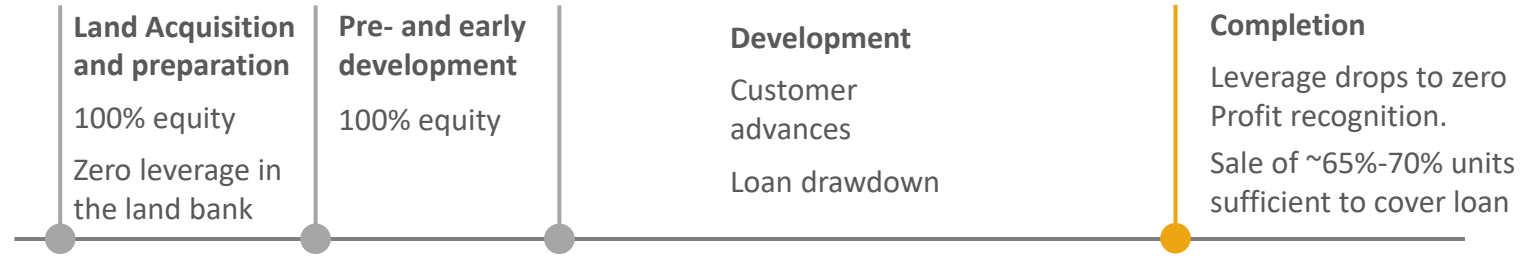 Land Acquisition
and preparation
100% equity
Zero leverage in
the land bank
Pre- and early
development
100% equity
Development
Customer
advances
Loan drawdown
Completion
Leverage drops to zero
Profit recognition.
Sale of ~65%-70% units
sufficient to cover loan